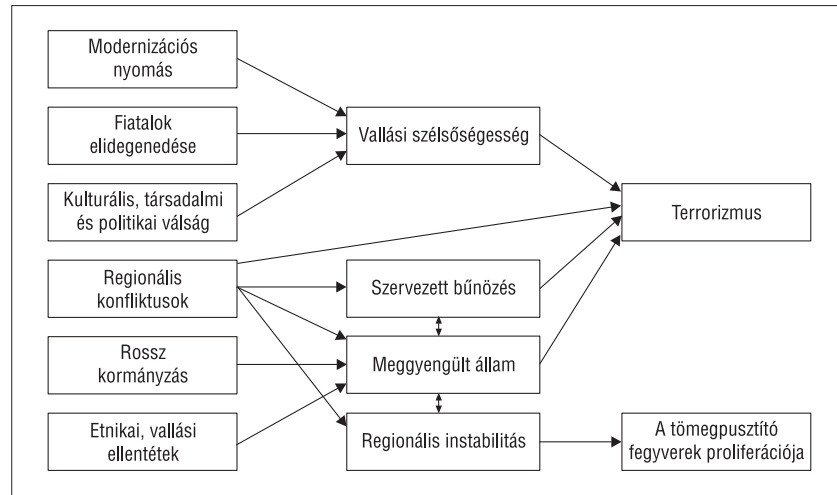 Modernizációs
nyomás
Fiatalok
elidegenedése
Vallási szélsőségesség
Kulturális, társadalmi
és politikai válság
Terrorizmus
Regionális
konfliktusok
Szervezett bűnözés
Rossz
kormányzás
Meggyengült állam
Etnikai, vallási
ellentétek
Regionális instabilitás
A tömegpusztító
fegyverek proliferációja